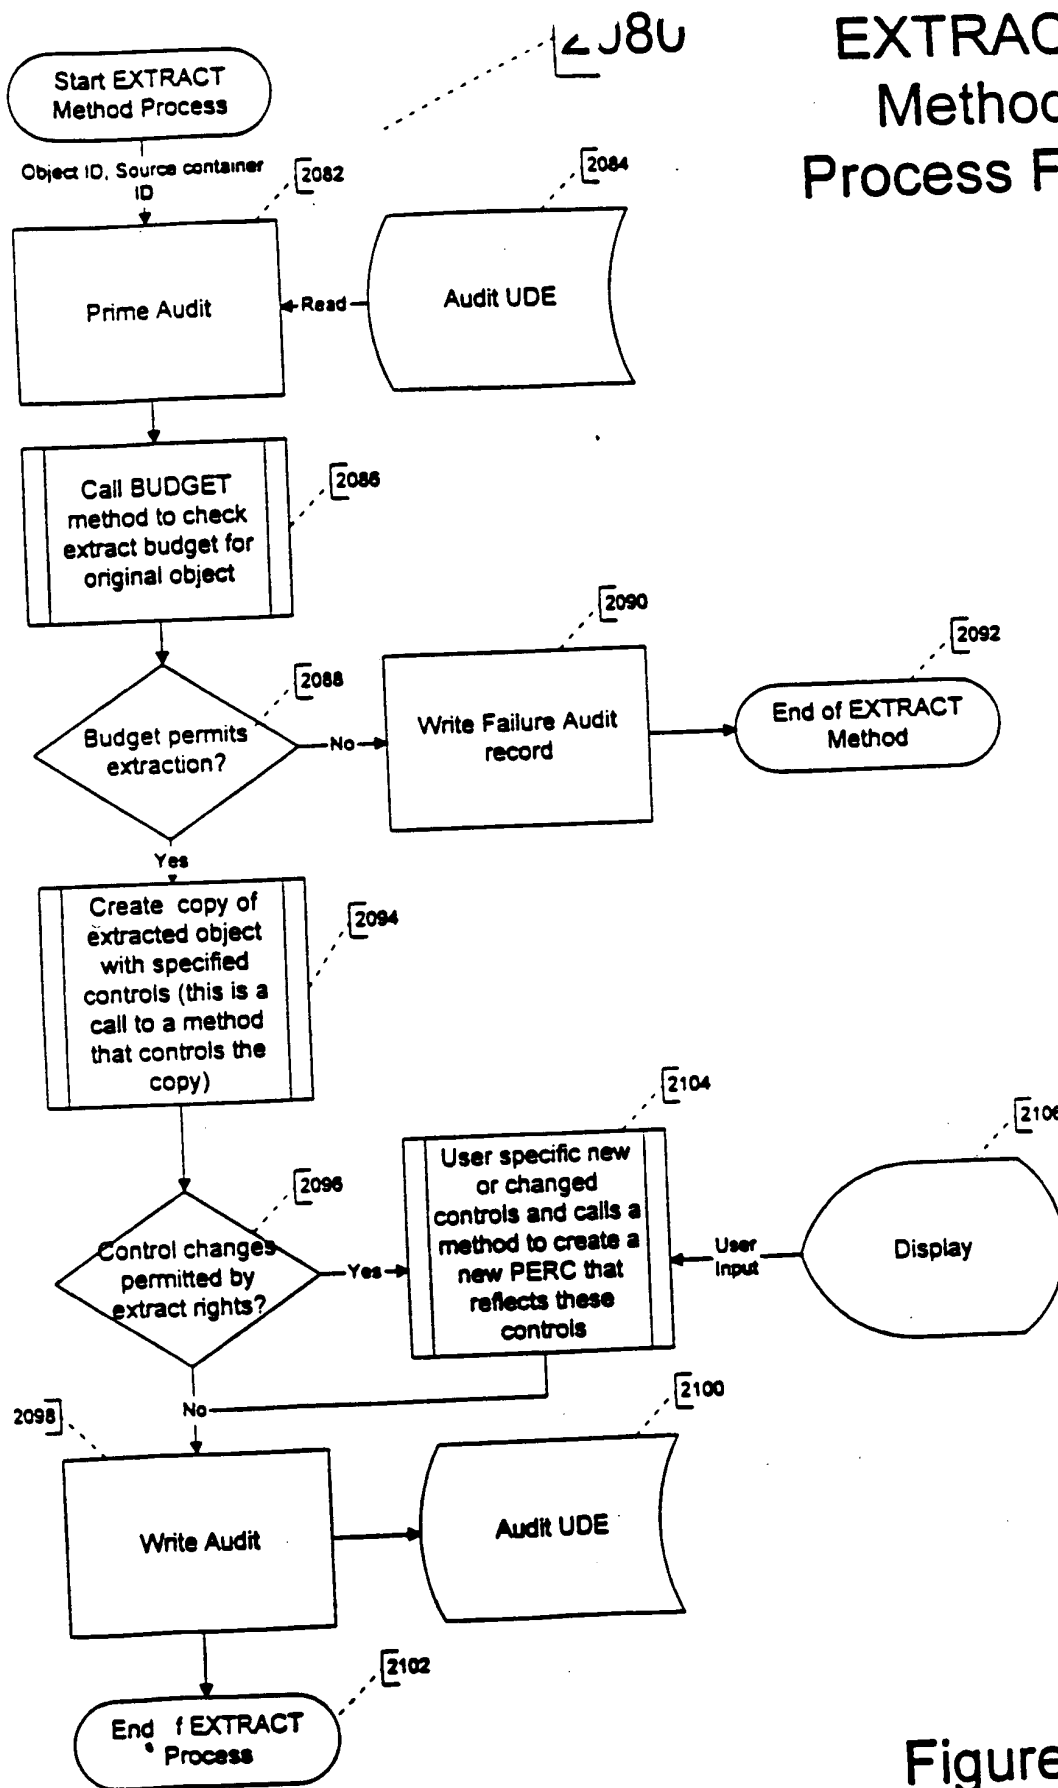 2080
EXTRAC
Method
Process F
Start EXTRACT
Method Process
Object ID, Source container
ID
2082
2084
Prime Audit
Read
Audit UDE
Call BUDGET
method to check
extract budget for
original object
2086
2090
2092
2088
Budget permits
extraction?
No
Write Failure Audit
record
End of EXTRACT
Method
Yes
Create copy of
extracted object
with specified
controls (this is a
call to a method
that controls the
copy)
2094
2104
2106
2096
Control changes
permitted by
extract rights?
Yes
User specific new
or changed
controls and calls a
method to create a
new PERC that
reflects these
controls
User
Input
Display
No
2098
2100
Write Audit
Audit UDE
2102
End f EXTRACT
Process
Figure